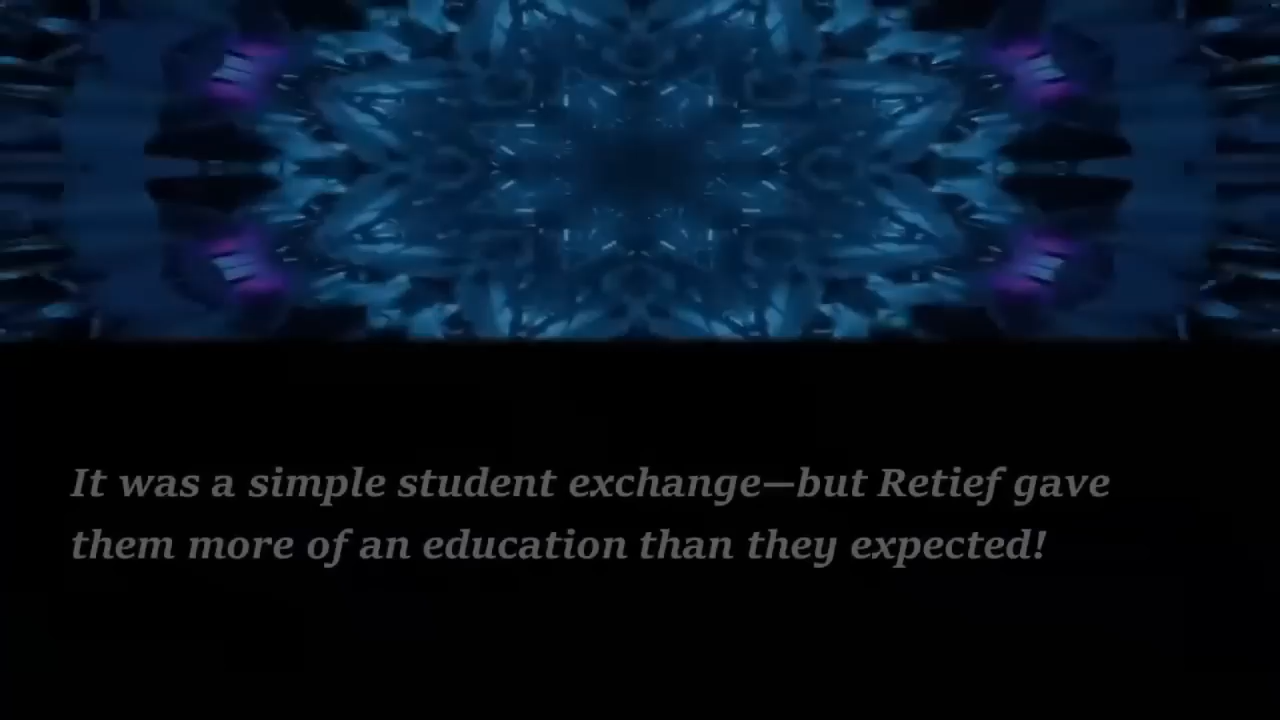 It was a simple student exchange—but Retief gave
them more of an education than they expected!